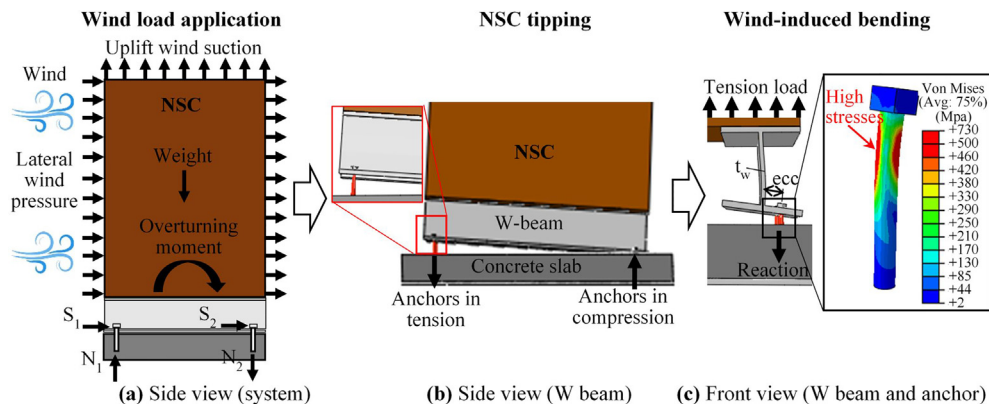 Wind load application
Uplift wind suction
Wind
NSC
Weight
Lateral
wind
pressure
Overturning
moment
S1
S2
N1
N2
(a) Side view (system)
NSC tipping
NSC
W-beam
Concrete slab
Anchors in
tension
Anchors in
compression
(b) Side view (W beam)
Wind-induced bending
Tension load
tw
ecc
Reaction
High
stresses
Von Mises
(Avg: 75%)
(Mpa)
+730
+500
+460
+420
+380
+330
+290
+250
+210
+170
+130
+85
+44
+2
(c) Front view (W beam and anchor)